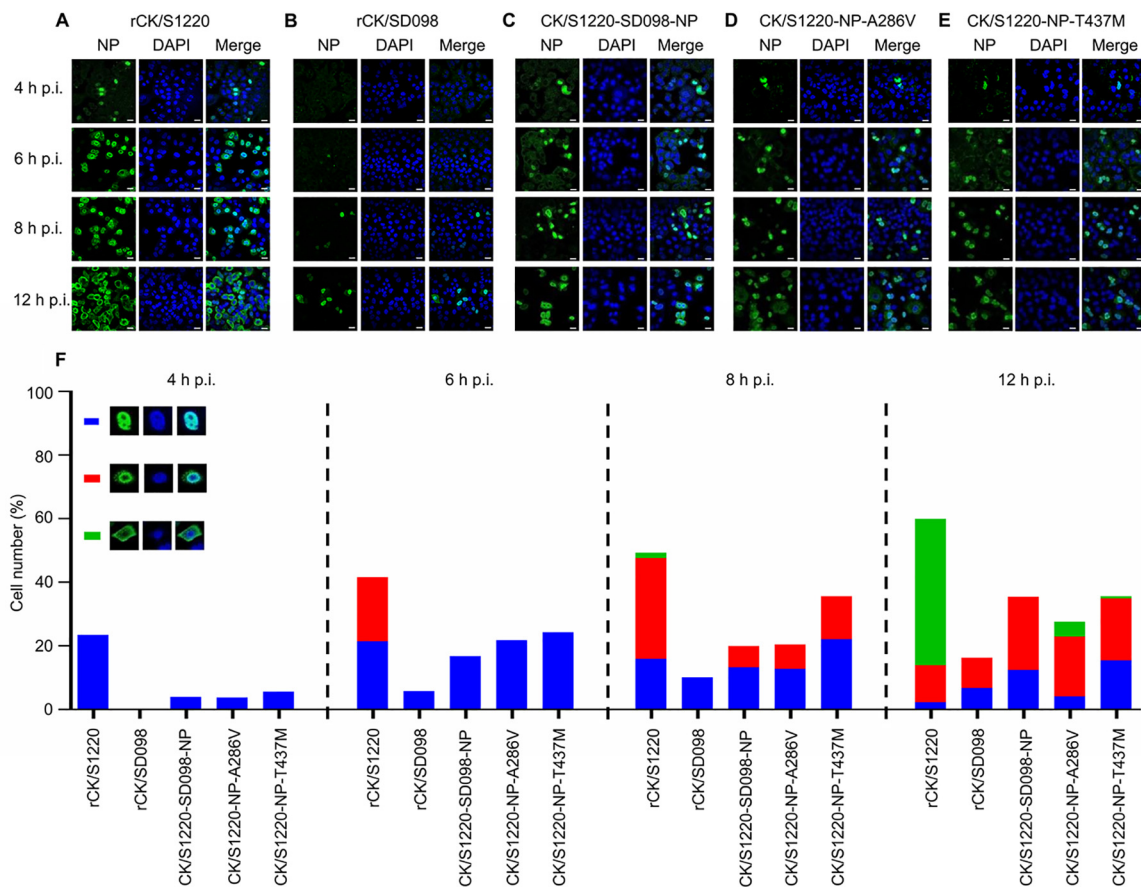 A rCK/S1220
B rCK/SD098
C CK/S1220-SD098-NP
D CK/S1220-NP-A286V
E CK/S1220-NP-T437M
NP DAPI Merge NP DAPI Merge NP DAPI Merge NP DAPI Merge NP DAPI Merge
4 h p.i.
6 h p.i.
8 h p.i.
12 h p.i.
F
4 h p.i. 6 h p.i. 8 h p.i. 12 h p.i.
Cell number (%)
100
80
60
40
20
0
rCK/S1220
rCK/SD098
CK/S1220-SD098-NP
CK/S1220-NP-A286V
CK/S1220-NP-T437M
rCK/S1220
rCK/SD098
CK/S1220-SD098-NP
CK/S1220-NP-A286V
CK/S1220-NP-T437M
rCK/S1220
rCK/SD098
CK/S1220-SD098-NP
CK/S1220-NP-A286V
CK/S1220-NP-T437M
rCK/S1220
rCK/SD098
CK/S1220-SD098-NP
CK/S1220-NP-A286V
CK/S1220-NP-T437M